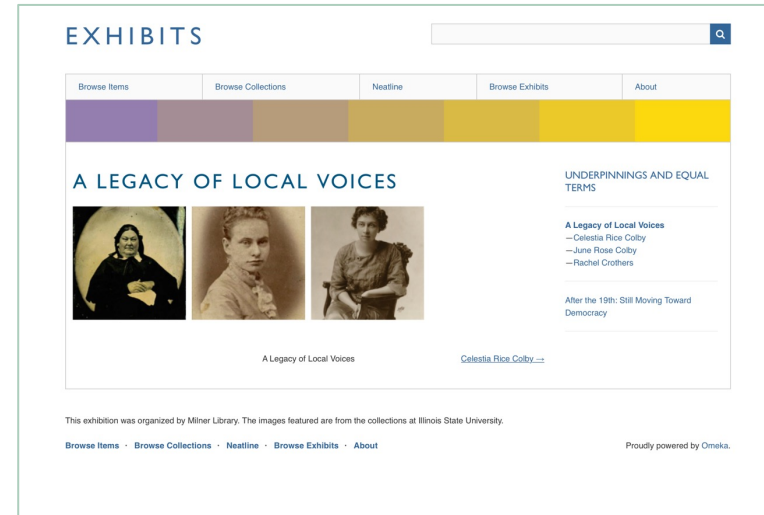 EXHIBITS
Browse Items
Browse Collections
Neatline
Browse Exhibits
About
A LEGACY OF LOCAL VOICES
A Legacy of Local Voices
Celestia Rice Colby →
UNDERPINNINGS AND EQUAL
TERMS
A Legacy of Local Voices
—Celestia Rice Colby
—June Rose Colby
—Rachel Crothers
After the 19th: Still Moving Toward
Democracy
This exhibition was organized by Milner Library. The images featured are from the collections at Illinois State University.
Browse Items · Browse Collections · Neatline · Browse Exhibits · About
Proudly powered by Omeka.